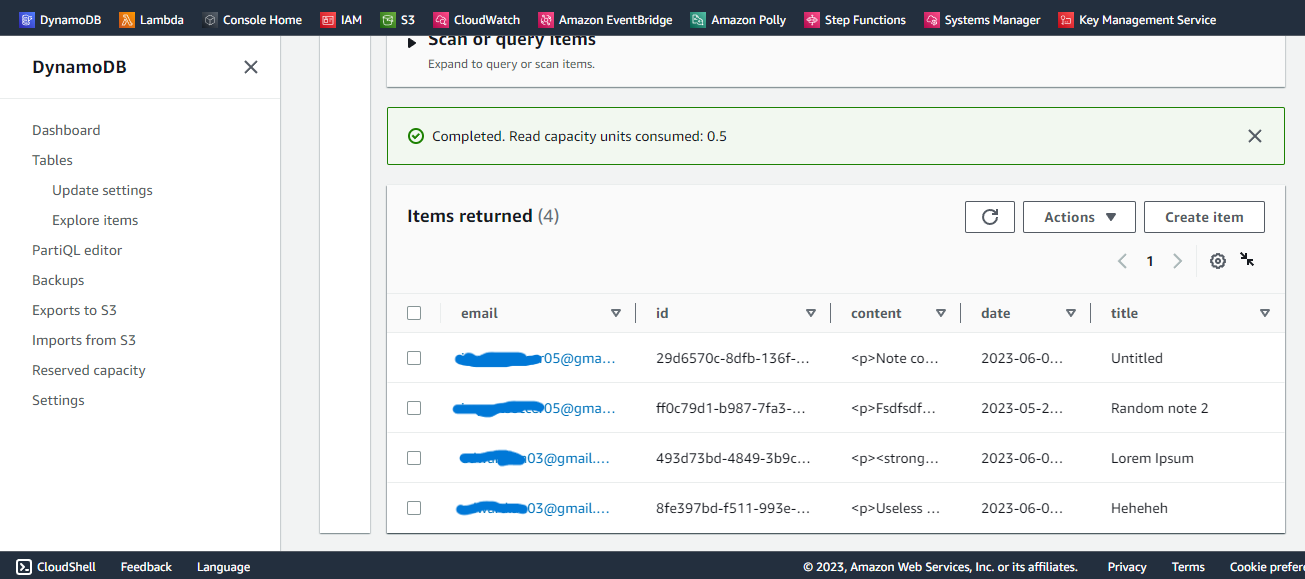 DynamoDB Lambda Console Home IAM S3 CloudWatch Amazon EventBridge Amazon Polly Step Functions Systems Manager Key Management Service
DynamoDB
Dashboard
Tables
Update settings
Explore items
PartiQL editor
Backups
Exports to S3
Imports from S3
Reserved capacity
Settings
Scan or query items
Expand to query or scan items.
Completed. Read capacity units consumed: 0.5
Items returned (4)
Actions Create item
1
email id content date title
05@gma... 29d6570c-8dfb-136f-... <p>Note co... 2023-06-0... Untitled
05@gma... ff0c79d1-b987-7fa3-... <p>Fsdfsdf... 2023-05-2... Random note 2
03@gmail.... 493d73bd-4849-3b9c... <p><strong... 2023-06-0... Lorem Ipsum
03@gmail.... 8fe397bd-f511-993e-... <p>Useless ... 2023-06-0... Heheheh
CloudShell Feedback Language © 2023, Amazon Web Services, Inc. or its affiliates. Privacy Terms Cookie prefer